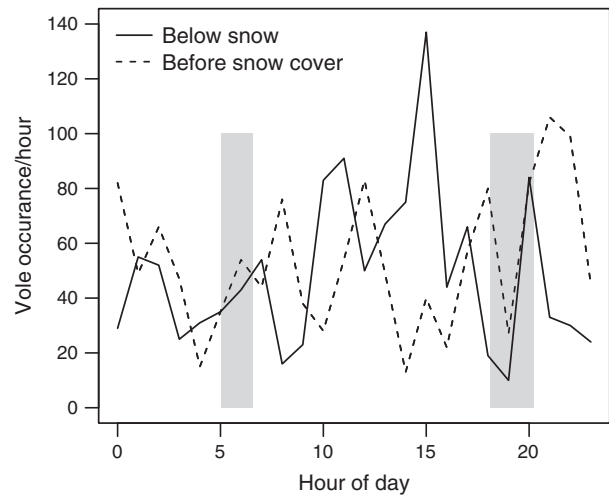 140
120
100
80
60
40
20
0
Vole occurance/hour
Below snow
Before snow cover
0 5 10 15 20
Hour of day